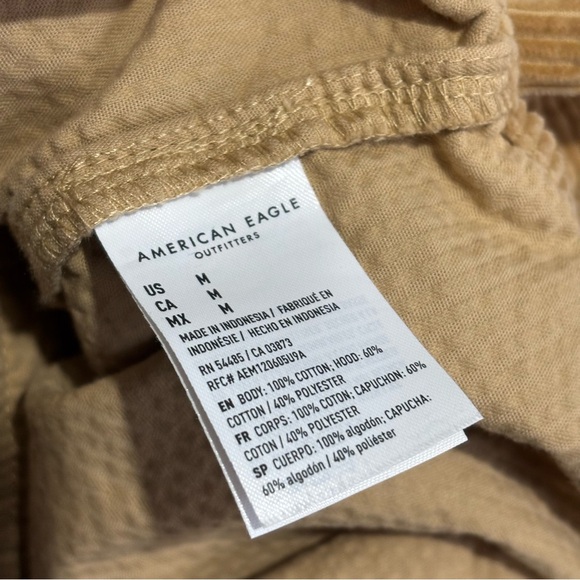 AMERICAN EAGLE
OUTFITTERS
US M
CA M
MX M
MADE IN INDONESIA / FABRIQUÉ EN
INDONÉSIE / HECHO EN INDONESIA
RN 54485 / CA 03873
RFC# AEM120605U9A
EN BODY: 100% COTTON; HOOD: 60%
COTTON / 40% POLYESTER
FR CORPS: 100% COTON; CAPUCHON: 60%
COTON / 40% POLYESTER
SP CUERPO: 100% algodón; CAPUCHA:
60% algodón / 40% poliéster